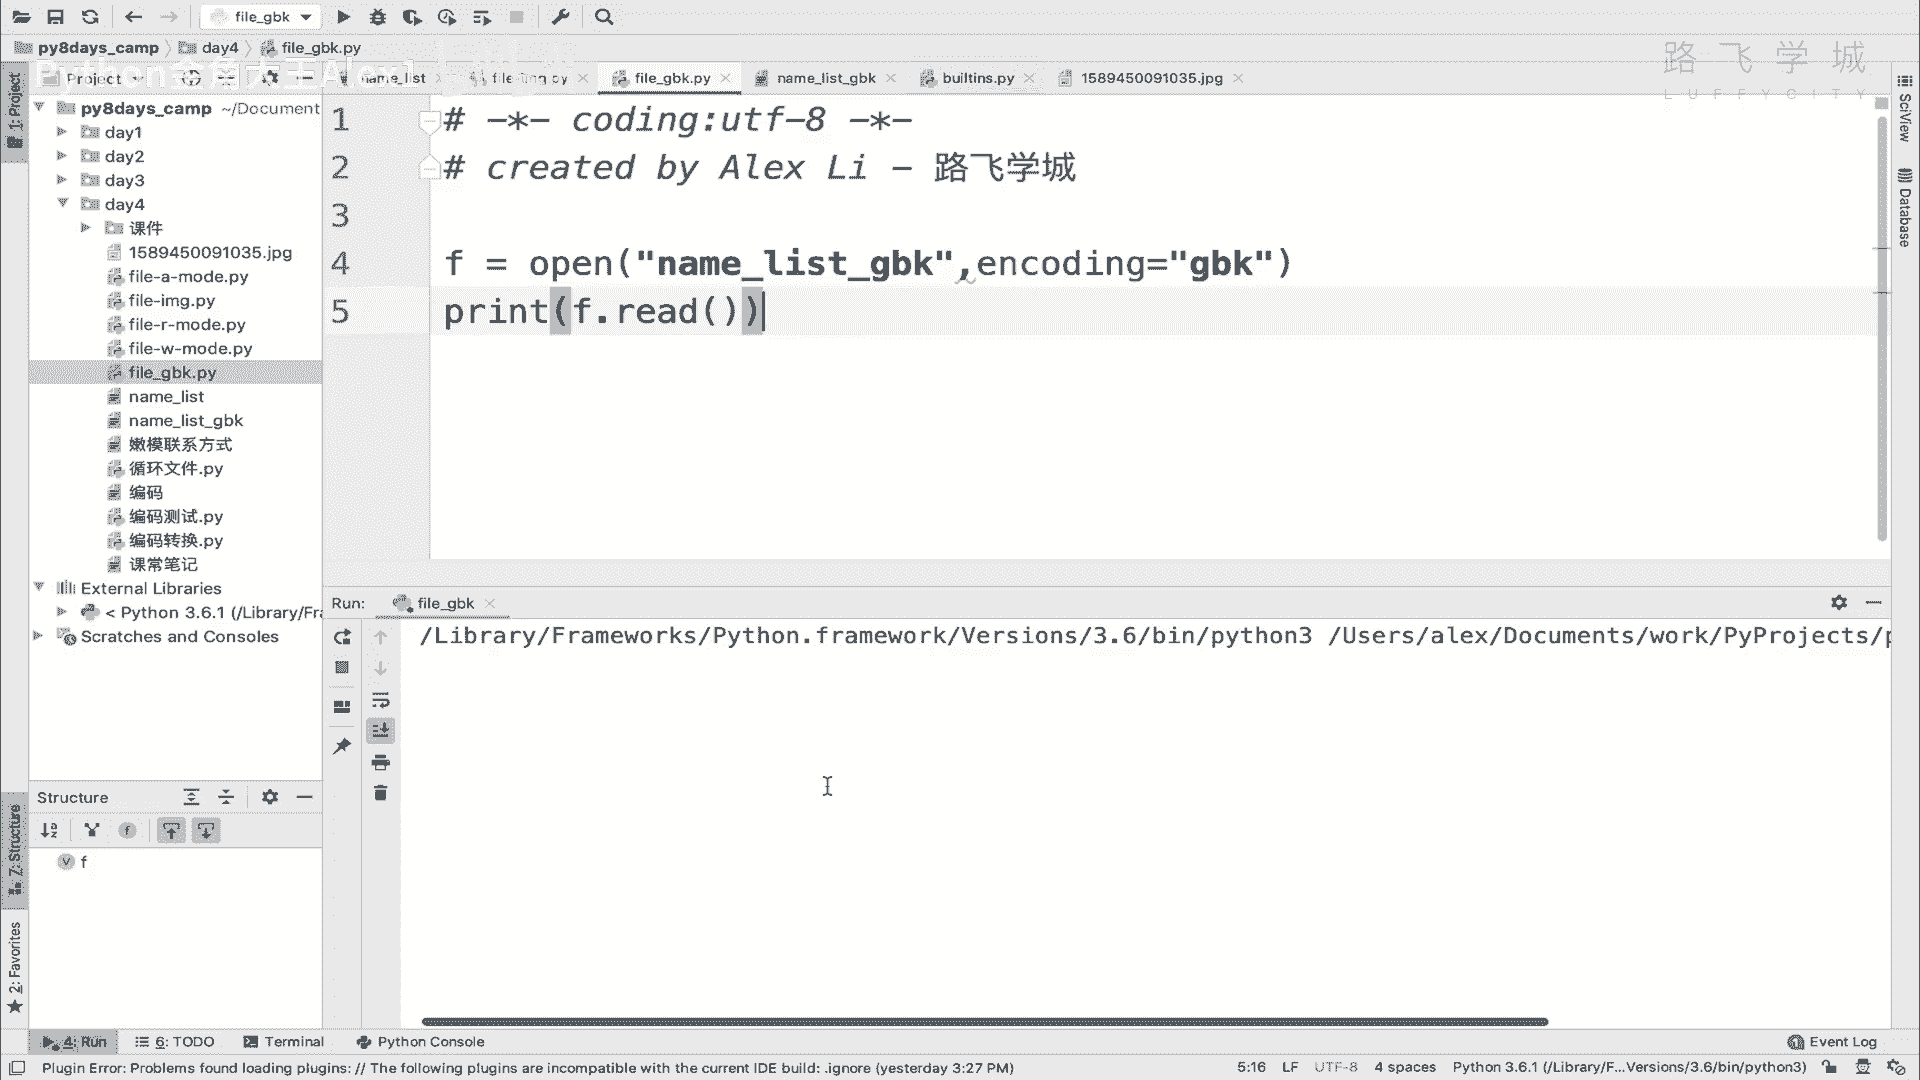 file_gbk
py8days_camp day4 file_gbk.py
路 飞 学 城
LUFFYCITY
Project
name_list
file_gbk.py
name_list_gbk
builtins.py
1589450091035.jpg
1: Project
py8days_camp ~/Document
day1
day2
day3
day4
课件
1589450091035.jpg
file-a-mode.py
file-img.py
file-r-mode.py
file-w-mode.py
file_gbk.py
name_list
name_list_gbk
嫩模联系方式
循环文件.py
编码
编码测试.py
编码转换.py
课常笔记
External Libraries
< Python 3.6.1 (/Library/Fra
Scratches and Consoles
1 # -*- coding:utf-8 -*-
2 # created by Alex Li - 路飞学城
3
4 f = open("name_list_gbk",encoding="gbk")
5 print(f.read())
SciView
Database
Run: file_gbk
/Library/Frameworks/Python.framework/Versions/3.6/bin/python3 /Users/alex/Documents/work/PyProjects/p
Structure
f
7: Structure
2: Favorites
4: Run 6: TODO Terminal Python Console Event Log
Plugin Error: Problems found loading plugins: // The following plugins are incompatible with the current IDE build: .ignore (yesterday 3:27 PM) 5:16 LF UTF-8 4 spaces Python 3.6.1 (/Library/F...Versions/3.6/bin/python3)